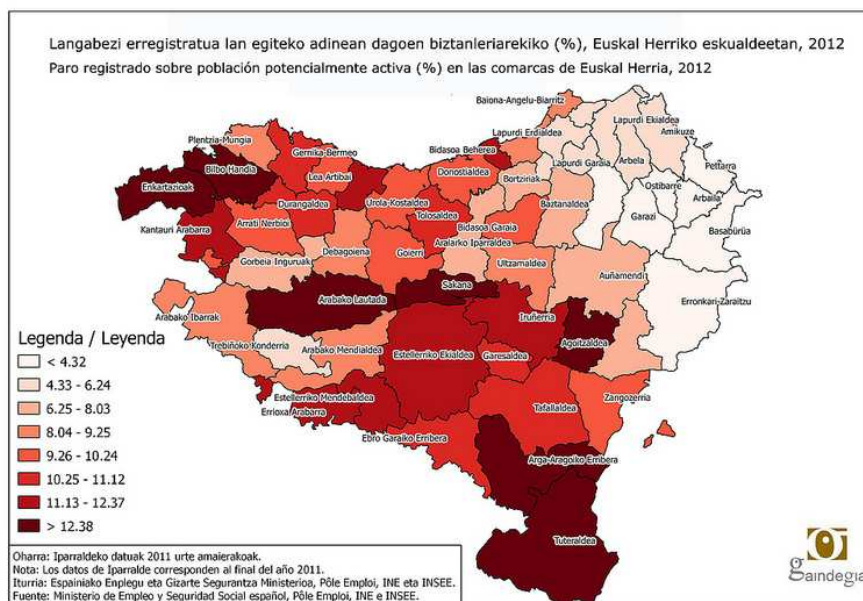 Langabezi erregistratua lan egiteko adinean dagoen biztanleriarekiko (%), Euskal Herriko eskualdeetan, 2012
Paro registrado sobre población potencialmente activa (%) en las comarcas de Euskal Herria, 2012
Baiona-Angelu-Biarritz
Lapurdi Ekialdea
Plentzia-Mungia
Lapurdi Erdialdea
Amikuze
Gernika-Bermeo
Bidasoa Beherea
Bilbo Handia
Lea Artibai
Donostialdea
Lapurdi Garaia
Arbela
Pettarra
Enkartazioak
Bortziriak
Ostibarre
Arbaila
Durangaldea
Urola-Kostaldea
Baztanaldea
Kantauri Arabarra
Arrati Nerbioi
Tolosaldea
Garazi
Bidasoa Garaia
Basabürüa
Aralarko Iparraldea
Debagoiena
Goierri
Gorbeia Inguruak
Ultzamaldea
Auñamendi
Sakana
Arabako Lautada
Erronkari-Zaraitzu
Arabako Ibarrak
Iruñerria
Agoitzaldea
Trebiñoko Konderria
Arabako Mendialdea
Estellerriko Ekialdea
Garesaldea
Estellerriko Mendebaldea
Zangozerria
Errioxa Arabarra
Tafallaldea
Ebro Garaiko Erribera
Arga-Aragoiko Erribera
Tuteraldea
Legenda / Leyenda
< 4.32
4.33 - 6.24
6.25 - 8.03
8.04 - 9.25
9.26 - 10.24
10.25 - 11.12
11.13 - 12.37
> 12.38
Oharra: Iparraldeko datuak 2011 urte amaierakoak.
Nota: Los datos de Iparralde corresponden al final del año 2011.
Iturria: Espainiako Enplegu eta Gizarte Segurantza Ministerioa, Pôle Emploi, INE eta INSEE.
Fuente: Ministerio de Empleo y Seguridad Social español, Pôle Emploi, INE e INSEE.
gaindegia